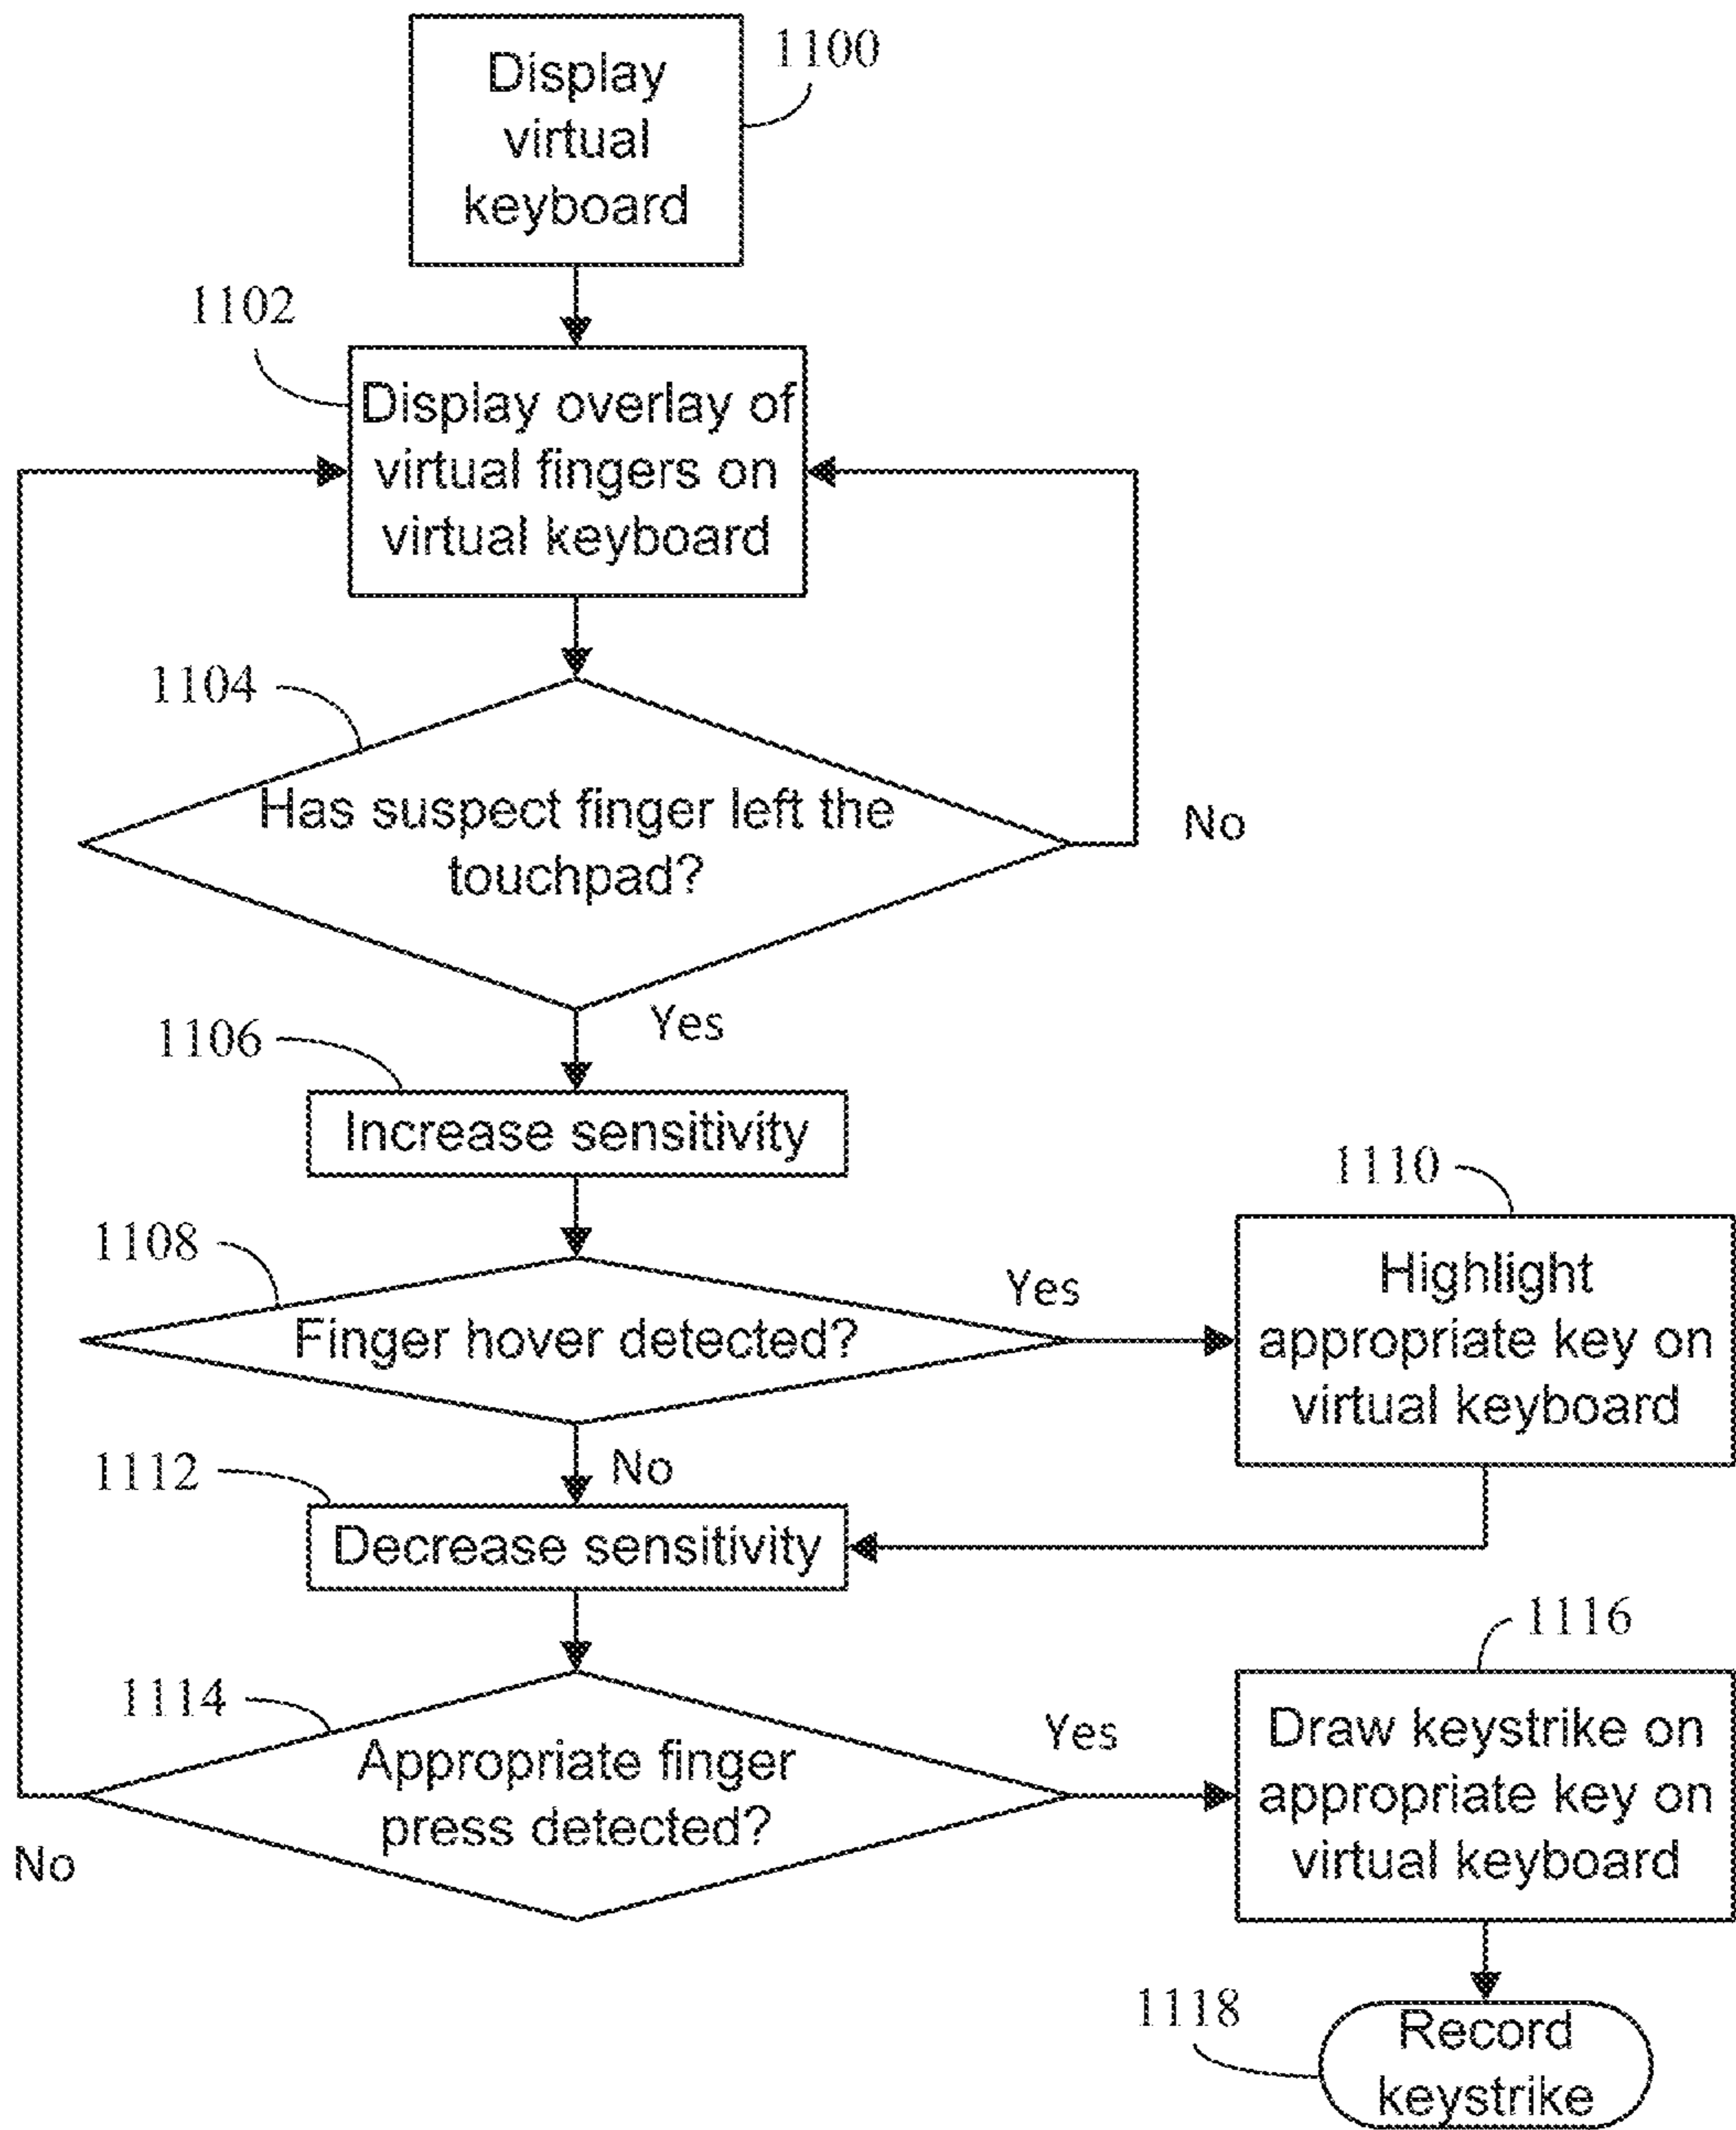 Display
virtual
keyboard
1100
1102
Display overlay of
virtual fingers on
virtual keyboard
1104
Has suspect finger left the
touchpad?
No
Yes
1106
Increase sensitivity
1108
Finger hover detected?
Yes
1110
Highlight
appropriate key on
virtual keyboard
No
1112
Decrease sensitivity
1114
Appropriate finger
press detected?
Yes
No
1116
Draw keystrike on
appropriate key on
virtual keyboard
1118
Record
keystrike